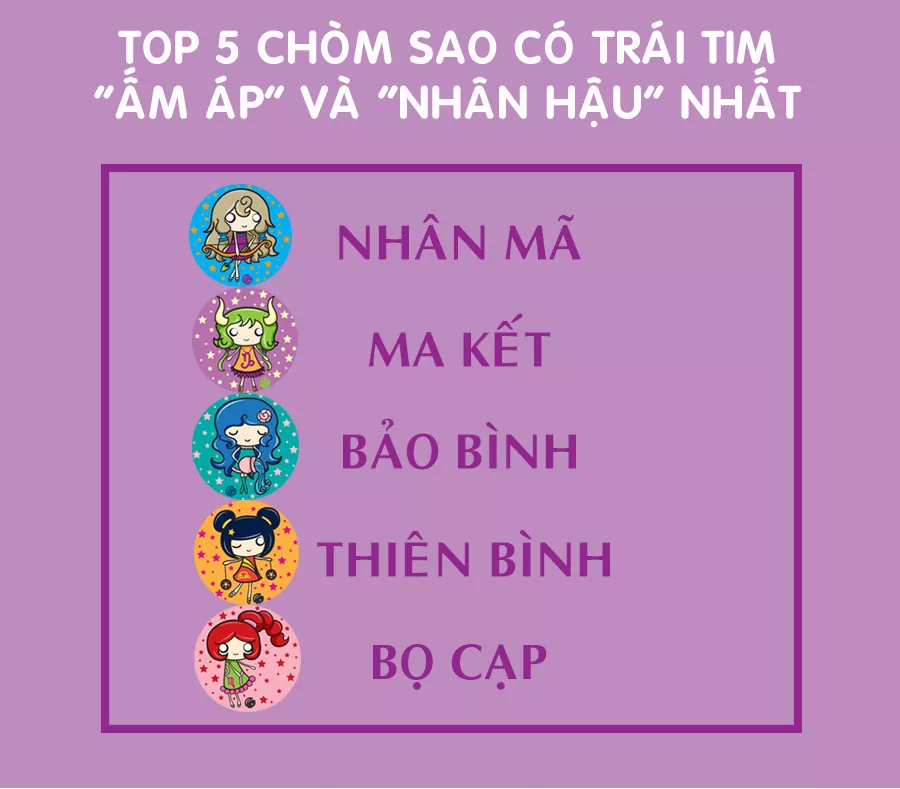 TOP 5 CHÒM SAO CÓ TRÁI TIM
"ẤM ÁP" VÀ "NHÂN HẬU" NHẤT
NHÂN MÃ
MA KẾT
BẢO BÌNH
THIÊN BÌNH
BỌ CẠP